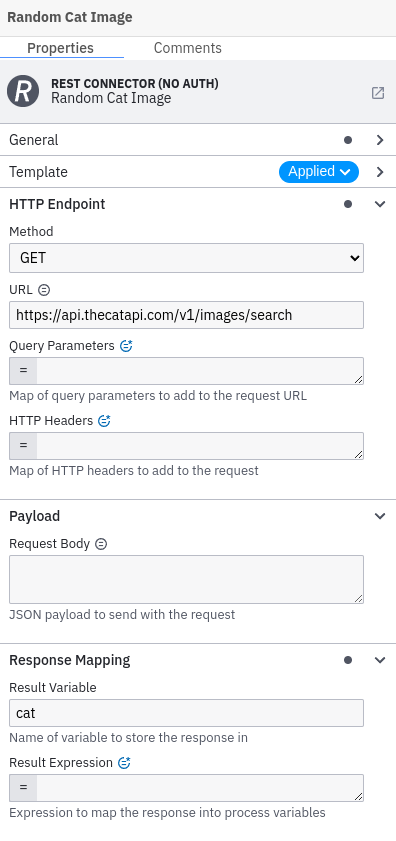 Random Cat Image
Properties Comments
REST CONNECTOR (NO AUTH)
Random Cat Image
General
Template Applied
HTTP Endpoint
Method
GET
URL
https://api.thecatapi.com/v1/images/search
Query Parameters
=
Map of query parameters to add to the request URL
HTTP Headers
=
Map of HTTP headers to add to the request
Payload
Request Body
JSON payload to send with the request
Response Mapping
Result Variable
cat
Name of variable to store the response in
Result Expression
=
Expression to map the response into process variables